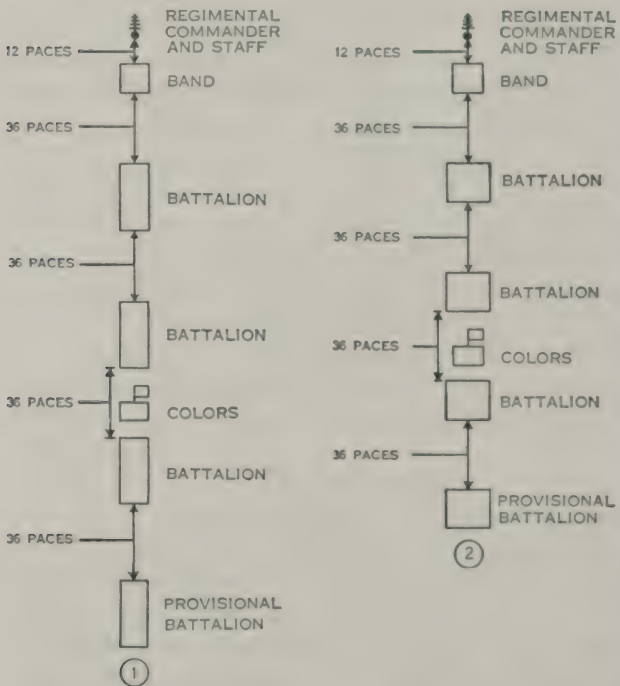 REGIMENTAL
COMMANDER
AND STAFF
12 PACES
BAND
36 PACES
BATTALION
36 PACES
BATTALION
36 PACES
COLORS
BATTALION
36 PACES
PROVISIONAL
BATTALION
1
REGIMENTAL
COMMANDER
AND STAFF
12 PACES
BAND
36 PACES
BATTALION
36 PACES
BATTALION
36 PACES
COLORS
BATTALION
36 PACES
PROVISIONAL
BATTALION
2